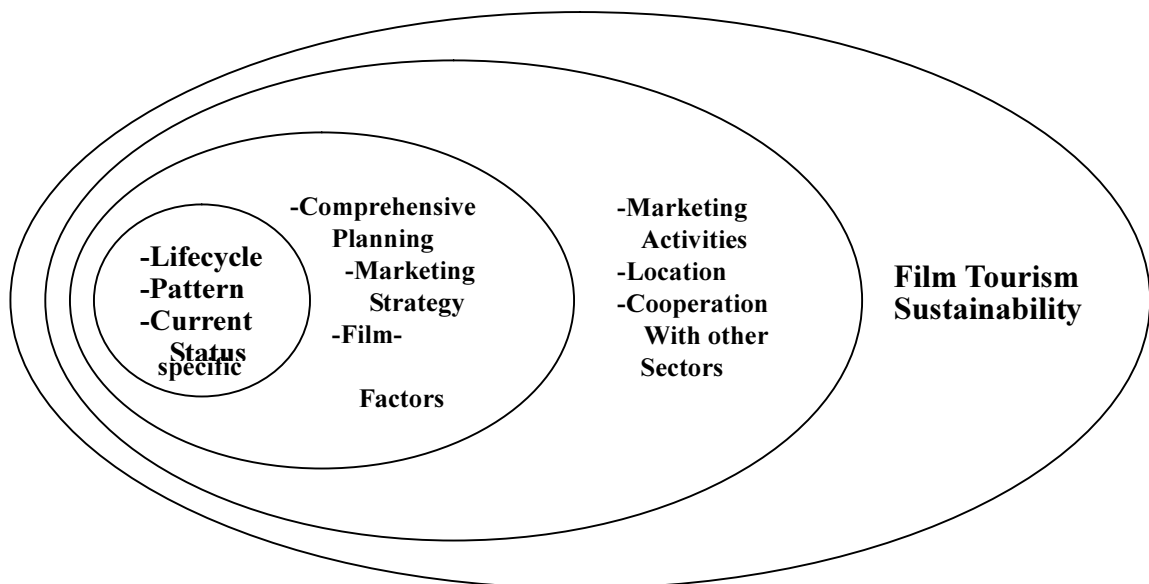 -Lifecycle
-Pattern
-Current
Status
specific
-Comprehensive
Planning
-Marketing
Strategy
-Film-
Factors
-Marketing
Activities
-Location
-Cooperation
With other
Sectors
Film Tourism
Sustainability